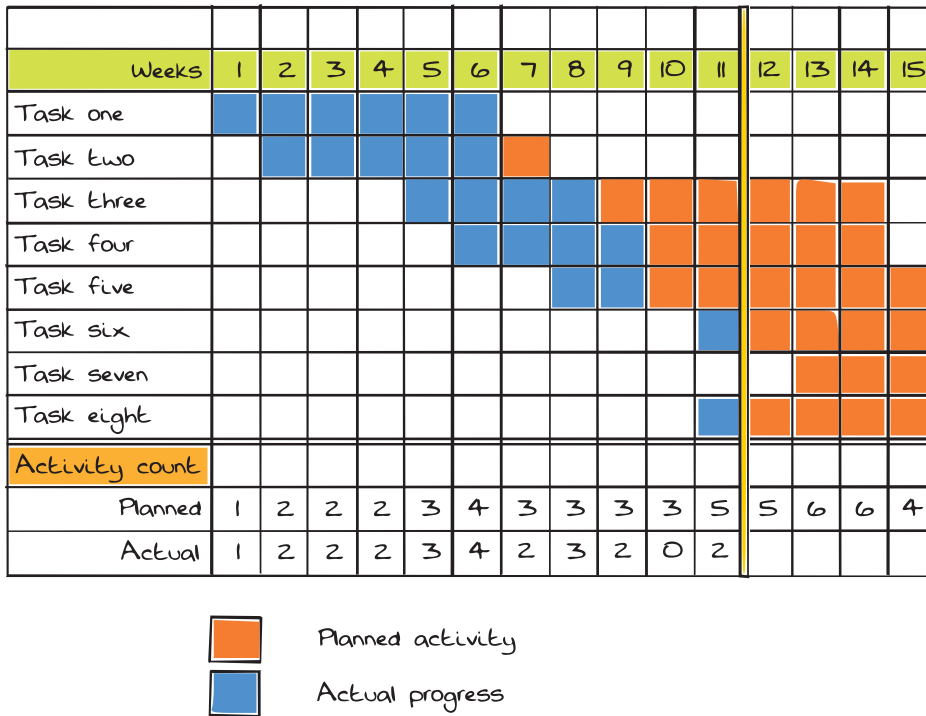 Weeks 1 2 3 4 5 6 7 8 9 10 11 12 13 14 15
Task one
Task two
Task three
Task four
Task five
Task six
Task seven
Task eight
Activity count
Planned 1 2 2 2 3 4 3 3 3 3 5 5 6 6 4
Actual 1 2 2 2 3 4 2 3 2 0 2
Planned activity
Actual progress